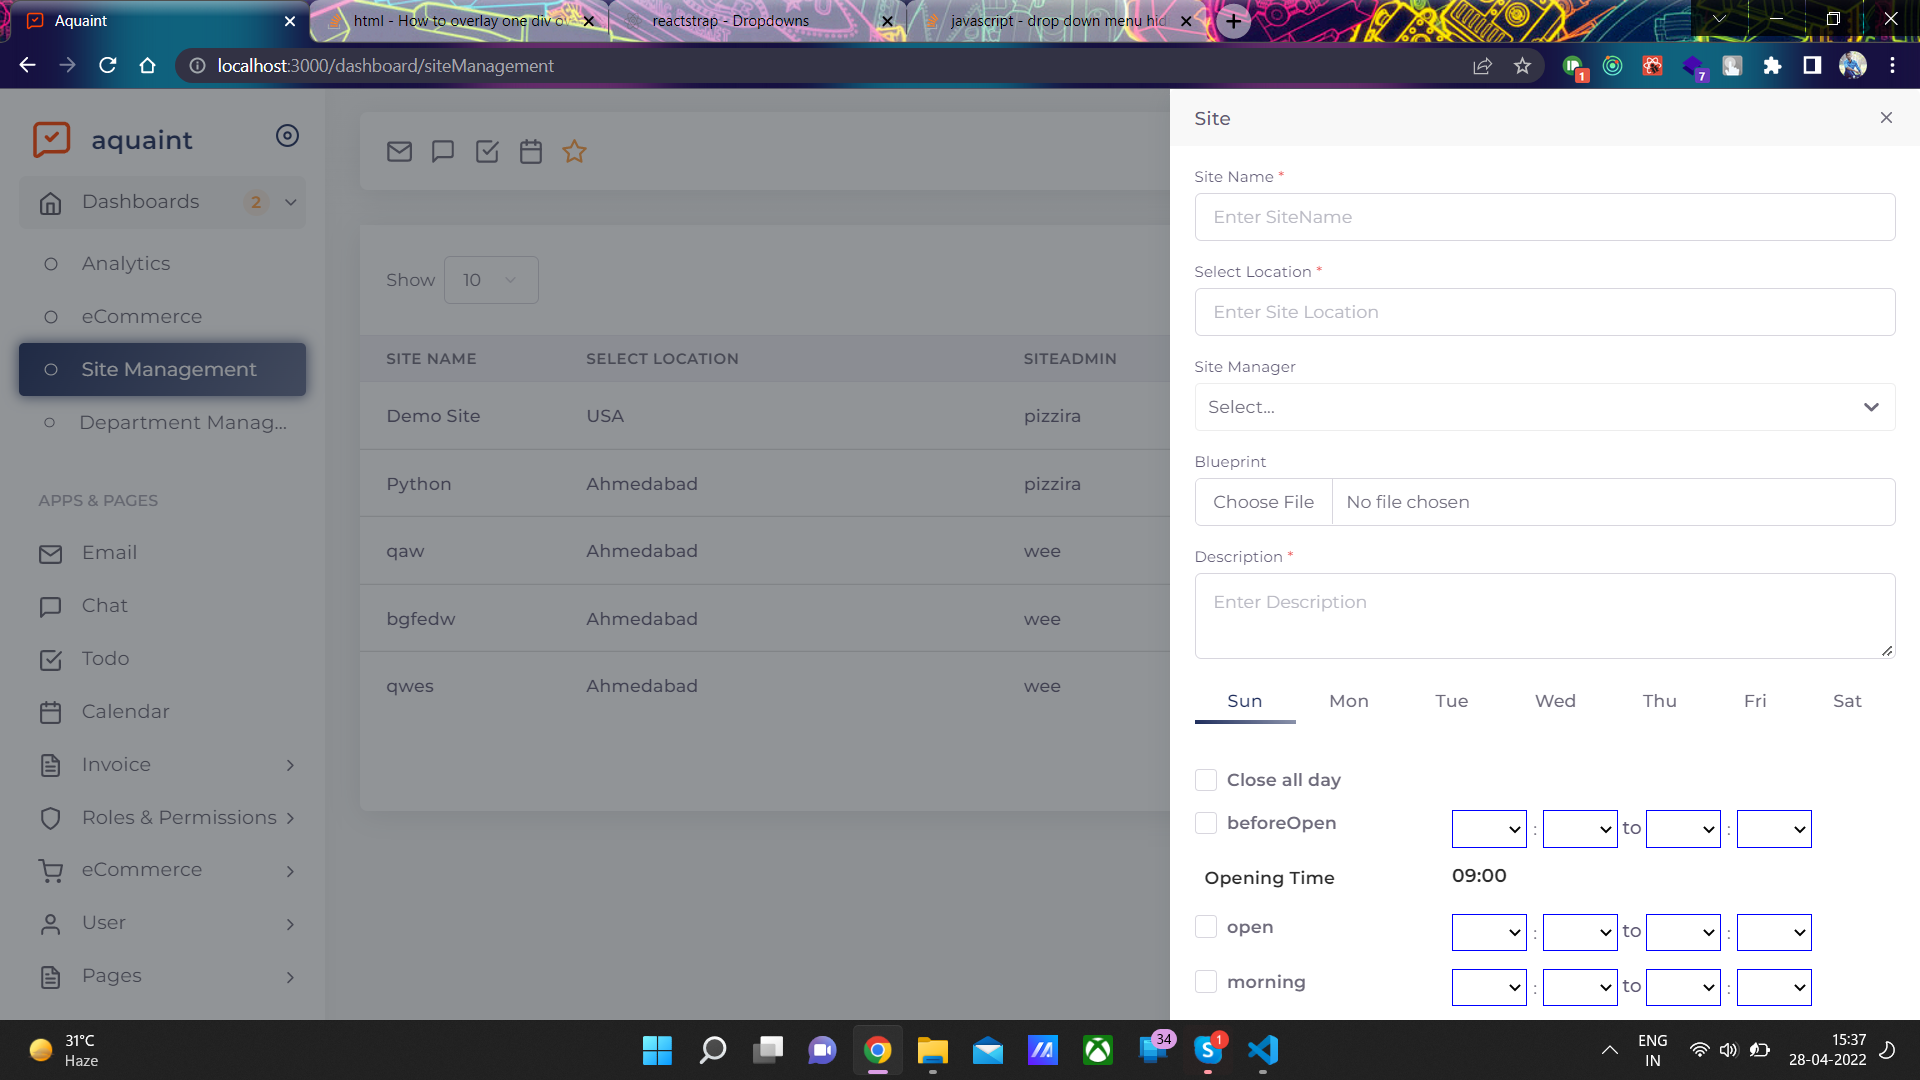 Aquaint
html - How to overlay one div ov
reactstrap - Dropdowns
javascript - drop down menu hid
localhost:3000/dashboard/siteManagement
1
7
aquaint
Dashboards 2
Analytics
eCommerce
Site Management
Department Manag...
APPS & PAGES
Email
Chat
Todo
Calendar
Invoice
Roles & Permissions
eCommerce
User
Pages
Show 10
SITE NAME SELECT LOCATION SITEADMIN
Demo Site USA pizzira
Python Ahmedabad pizzira
qaw Ahmedabad wee
bgfedw Ahmedabad wee
qwes Ahmedabad wee
Site
Site Name *
Enter SiteName
Select Location *
Enter Site Location
Site Manager
Select...
Blueprint
Choose File No file chosen
Description *
Enter Description
Sun Mon Tue Wed Thu Fri Sat
Close all day
beforeOpen : to :
Opening Time 09:00
open : to :
morning : to :
31°C
Haze
34
1
ENG
IN
15:37
28-04-2022